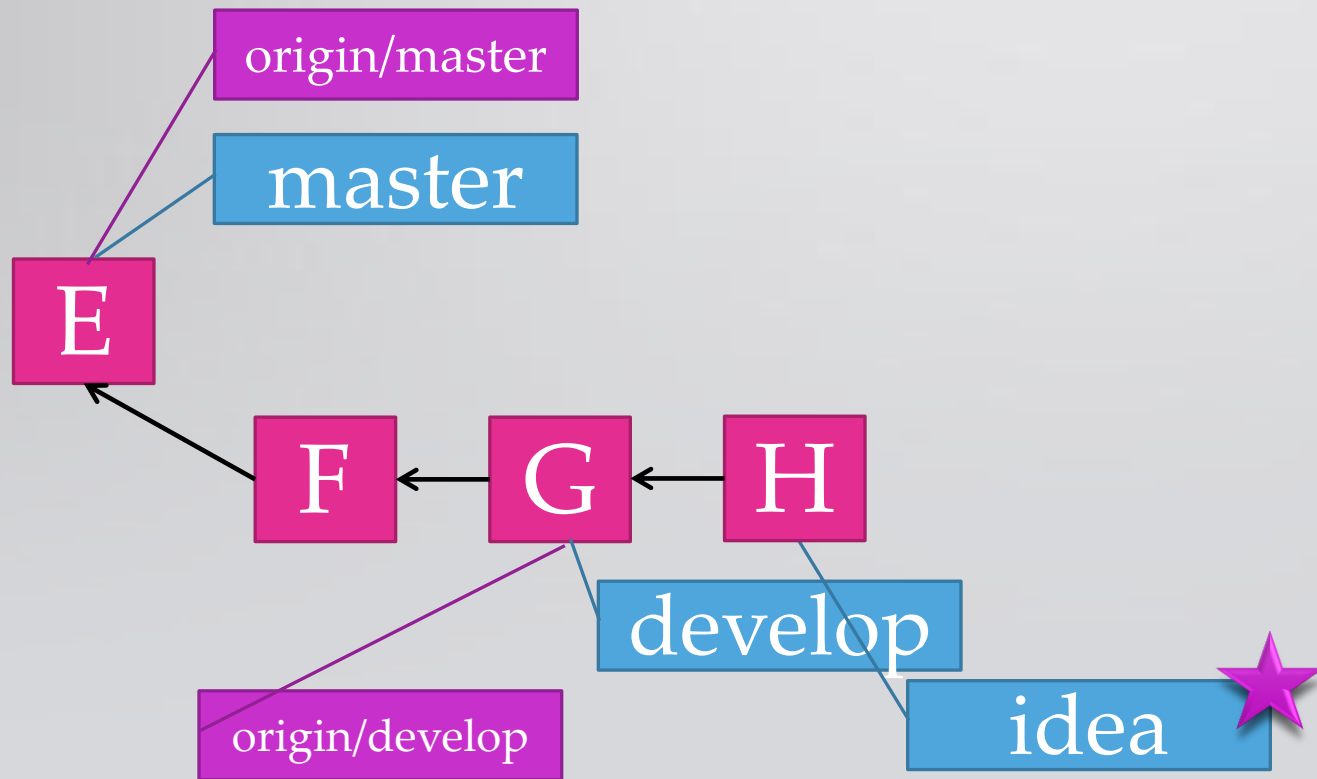 origin/master
master
E
F
G
H
develop
idea
origin/develop